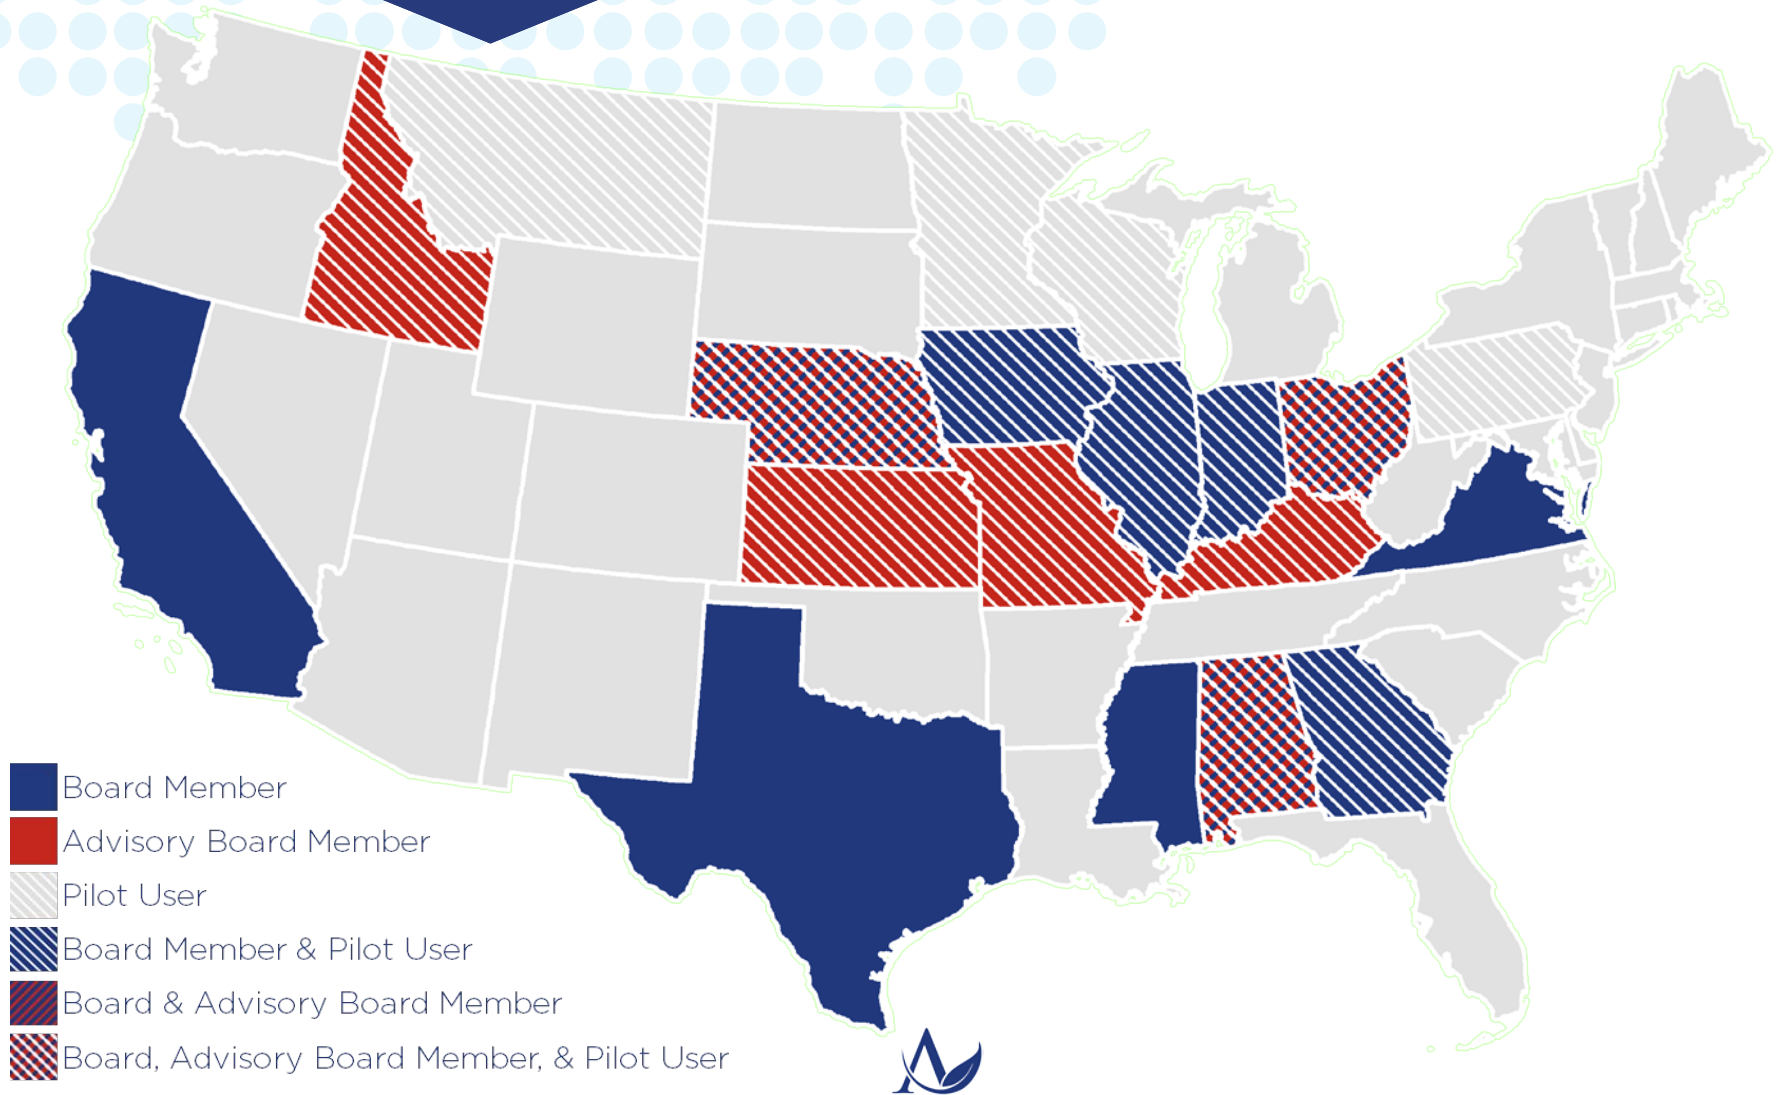 Board Member
Advisory Board Member
Pilot User
Board Member & Pilot User
Board & Advisory Board Member
Board, Advisory Board Member, & Pilot User